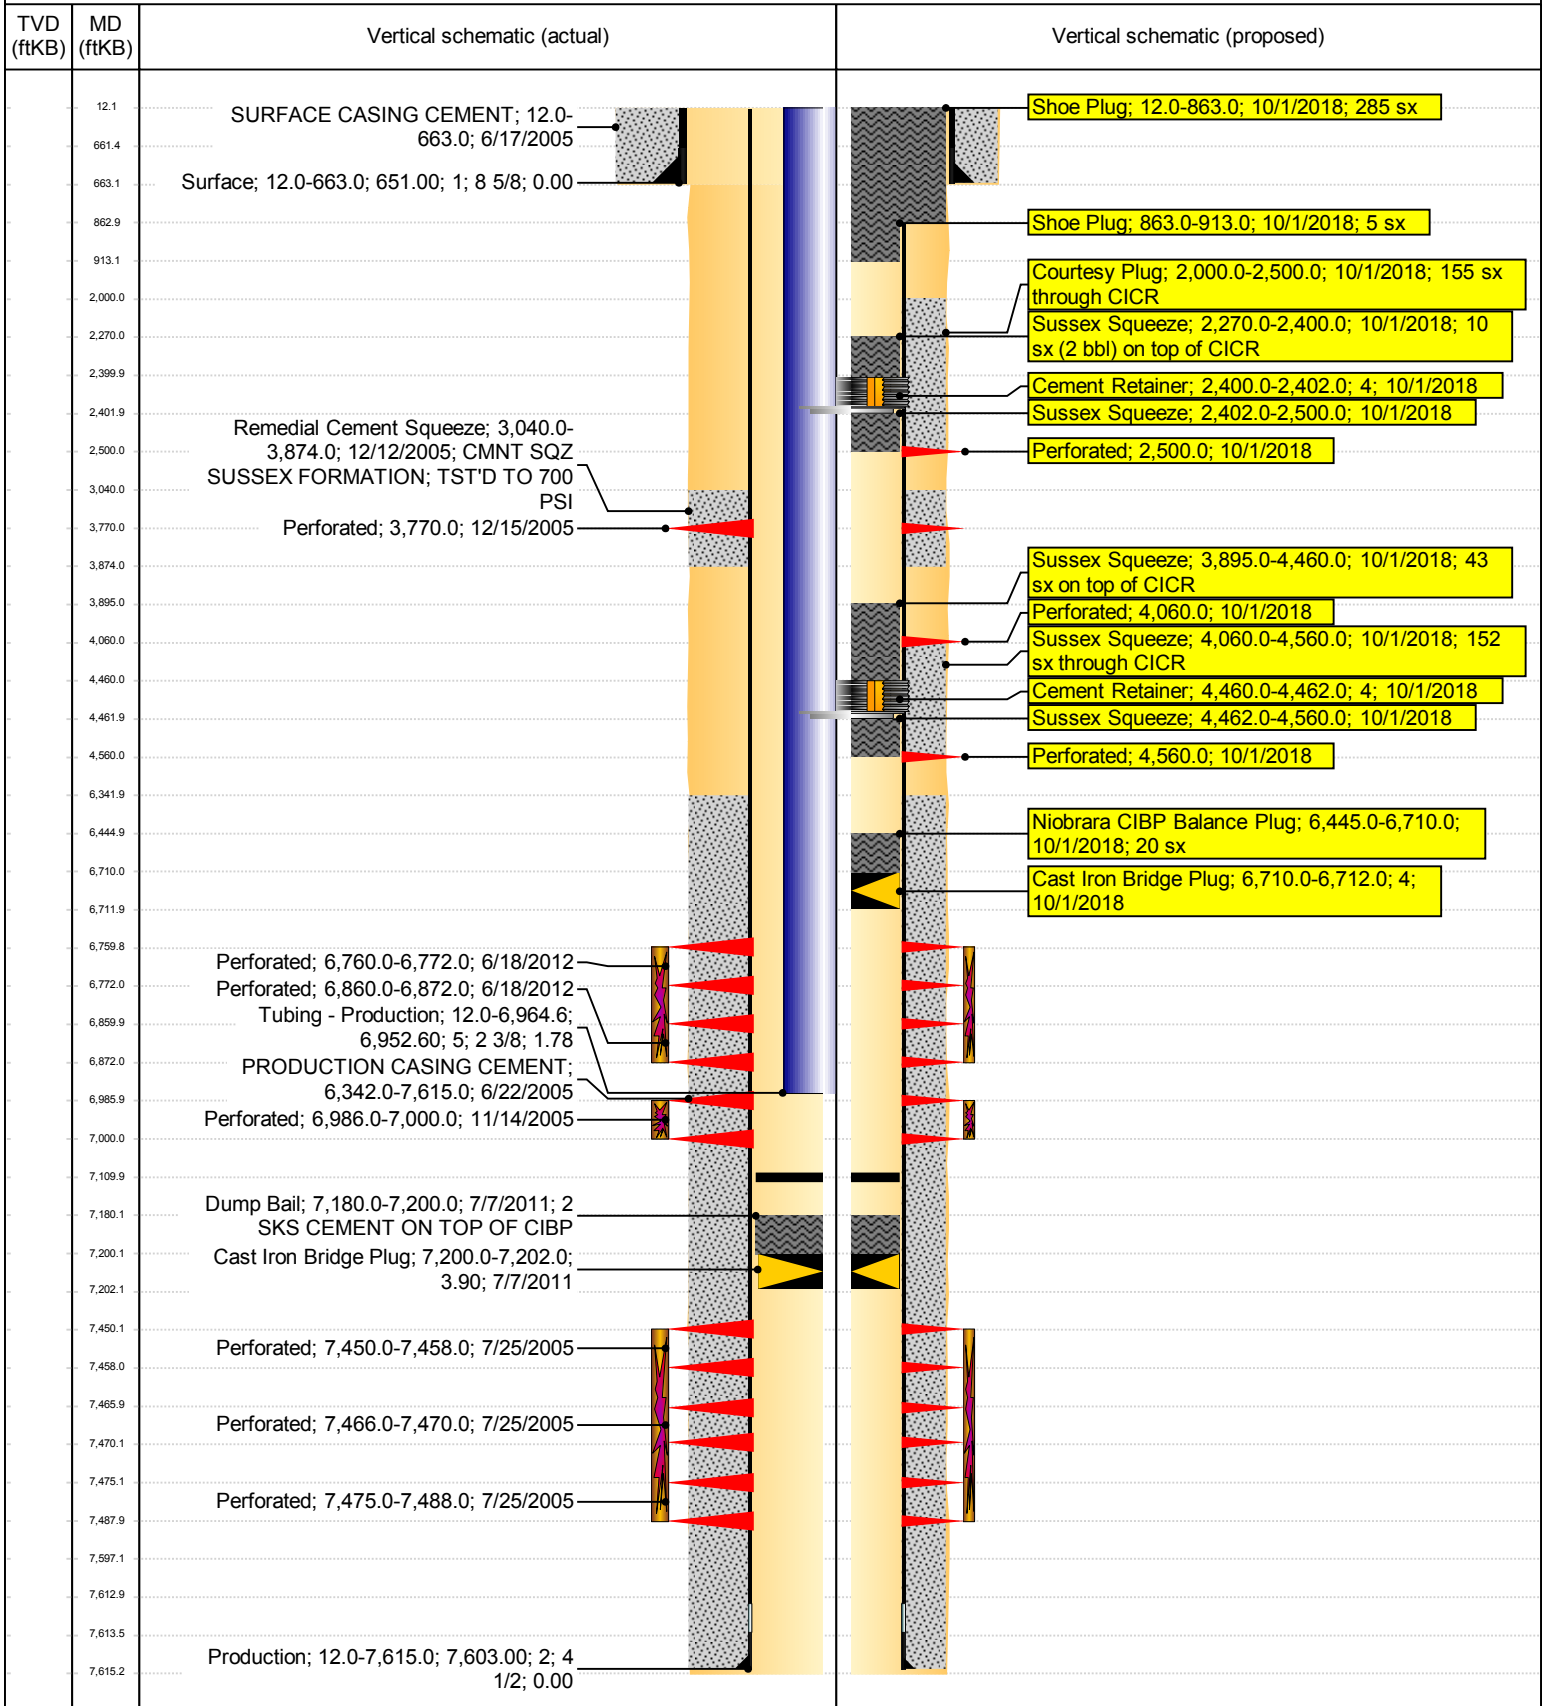 TVD
(ftKB)
MD
(ftKB)
Vertical schematic (actual)
Vertical schematic (proposed)
12.1
661.4
663.1
862.9
913.1
2,000.0
2,270.0
2,399.9
2,401.9
2,500.0
3,040.0
3,770.0
3,874.0
3,895.0
4,060.0
4,460.0
4,461.9
4,560.0
6,341.9
6,444.9
6,710.0
6,711.9
6,759.8
6,772.0
6,859.9
6,872.0
6,985.9
7,000.0
7,109.9
7,180.1
7,200.1
7,202.1
7,450.1
7,458.0
7,465.9
7,470.1
7,475.1
7,487.9
7,597.1
7,612.9
7,613.5
7,615.2
SURFACE CASING CEMENT; 12.0-
663.0; 6/17/2005
Surface; 12.0-663.0; 651.00; 1; 8 5/8; 0.00
Remedial Cement Squeeze; 3,040.0-
3,874.0; 12/12/2005; CMNT SQZ
SUSSEX FORMATION; TST'D TO 700
PSI
Perforated; 3,770.0; 12/15/2005
Perforated; 6,760.0-6,772.0; 6/18/2012
Perforated; 6,860.0-6,872.0; 6/18/2012
Tubing - Production; 12.0-6,964.6;
6,952.60; 5; 2 3/8; 1.78
PRODUCTION CASING CEMENT;
6,342.0-7,615.0; 6/22/2005
Perforated; 6,986.0-7,000.0; 11/14/2005
Dump Bail; 7,180.0-7,200.0; 7/7/2011; 2
SKS CEMENT ON TOP OF CIBP
Cast Iron Bridge Plug; 7,200.0-7,202.0;
3.90; 7/7/2011
Perforated; 7,450.0-7,458.0; 7/25/2005
Perforated; 7,466.0-7,470.0; 7/25/2005
Perforated; 7,475.0-7,488.0; 7/25/2005
Production; 12.0-7,615.0; 7,603.00; 2; 4
1/2; 0.00
Shoe Plug; 12.0-863.0; 10/1/2018; 285 sx
Shoe Plug; 863.0-913.0; 10/1/2018; 5 sx
Courtesy Plug; 2,000.0-2,500.0; 10/1/2018; 155 sx
through CICR
Sussex Squeeze; 2,270.0-2,400.0; 10/1/2018; 10
sx (2 bbl) on top of CICR
Cement Retainer; 2,400.0-2,402.0; 4; 10/1/2018
Sussex Squeeze; 2,402.0-2,500.0; 10/1/2018
Perforated; 2,500.0; 10/1/2018
Sussex Squeeze; 3,895.0-4,460.0; 10/1/2018; 43
sx on top of CICR
Perforated; 4,060.0; 10/1/2018
Sussex Squeeze; 4,060.0-4,560.0; 10/1/2018; 152
sx through CICR
Cement Retainer; 4,460.0-4,462.0; 4; 10/1/2018
Sussex Squeeze; 4,462.0-4,560.0; 10/1/2018
Perforated; 4,560.0; 10/1/2018
Niobrara CIBP Balance Plug; 6,445.0-6,710.0;
10/1/2018; 20 sx
Cast Iron Bridge Plug; 6,710.0-6,712.0; 4;
10/1/2018